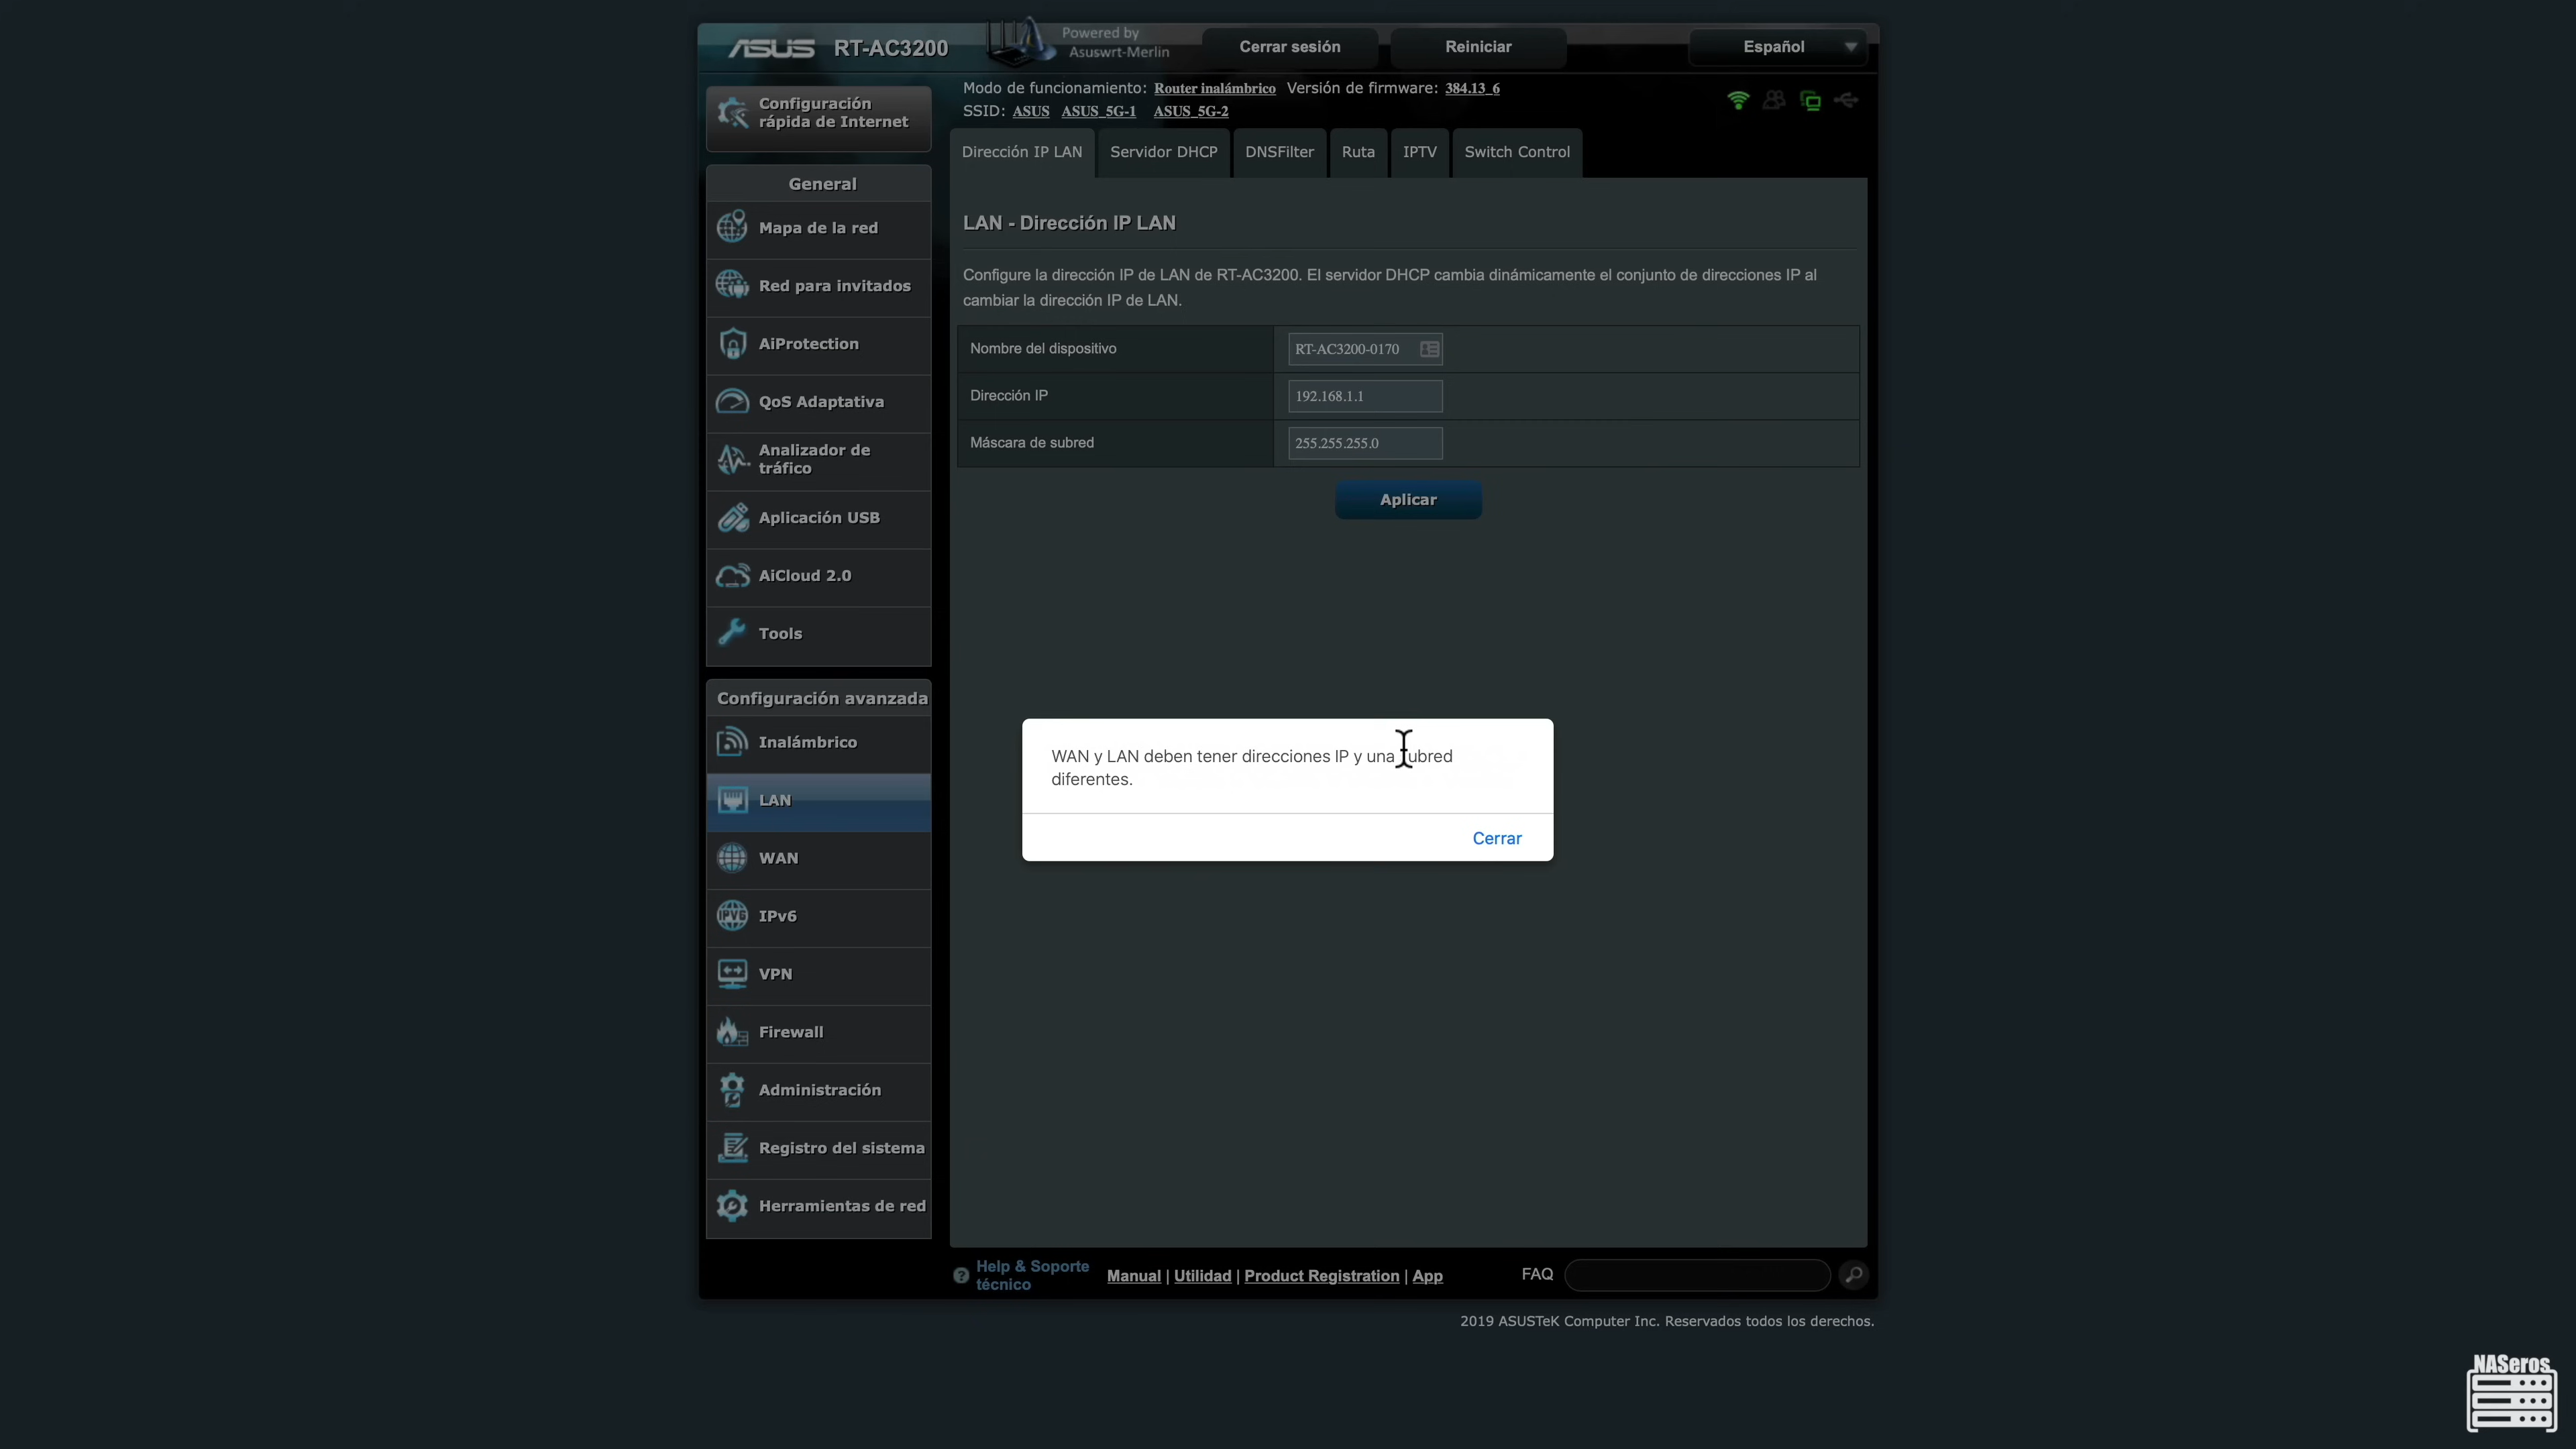 ASUS RT-AC3200
Powered by
Asuswrt-Merlin
Cerrar sesión
Reiniciar
Español
Modo de funcionamiento: Router inalámbrico Versión de firmware: 384.13_6
SSID: ASUS ASUS_5G-1 ASUS_5G-2
Configuración
rápida de Internet
General
Mapa de la red
Red para invitados
AiProtection
QoS Adaptativa
Analizador de
tráfico
Aplicación USB
AiCloud 2.0
Tools
Configuración avanzada
Inalámbrico
LAN
WAN
IPv6
VPN
Firewall
Administración
Registro del sistema
Herramientas de red
Dirección IP LAN
Servidor DHCP
DNSFilter
Ruta
IPTV
Switch Control
LAN - Dirección IP LAN
Configure la dirección IP de LAN de RT-AC3200. El servidor DHCP cambia dinámicamente el conjunto de direcciones IP al
cambiar la dirección IP de LAN.
Nombre del dispositivo RT-AC3200-0170
Dirección IP 192.168.1.1
Máscara de subred 255.255.255.0
Aplicar
WAN y LAN deben tener direcciones IP y una subred
diferentes.
Cerrar
Help & Soporte
técnico
Manual | Utilidad | Product Registration | App
FAQ
2019 ASUSTeK Computer Inc. Reservados todos los derechos.
NASeros